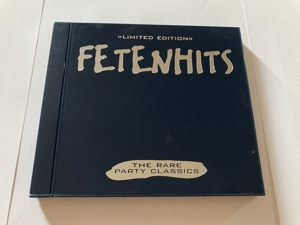 »LIMITED EDITION«
FETENHITS
THE RARE
PARTY CLASSICS